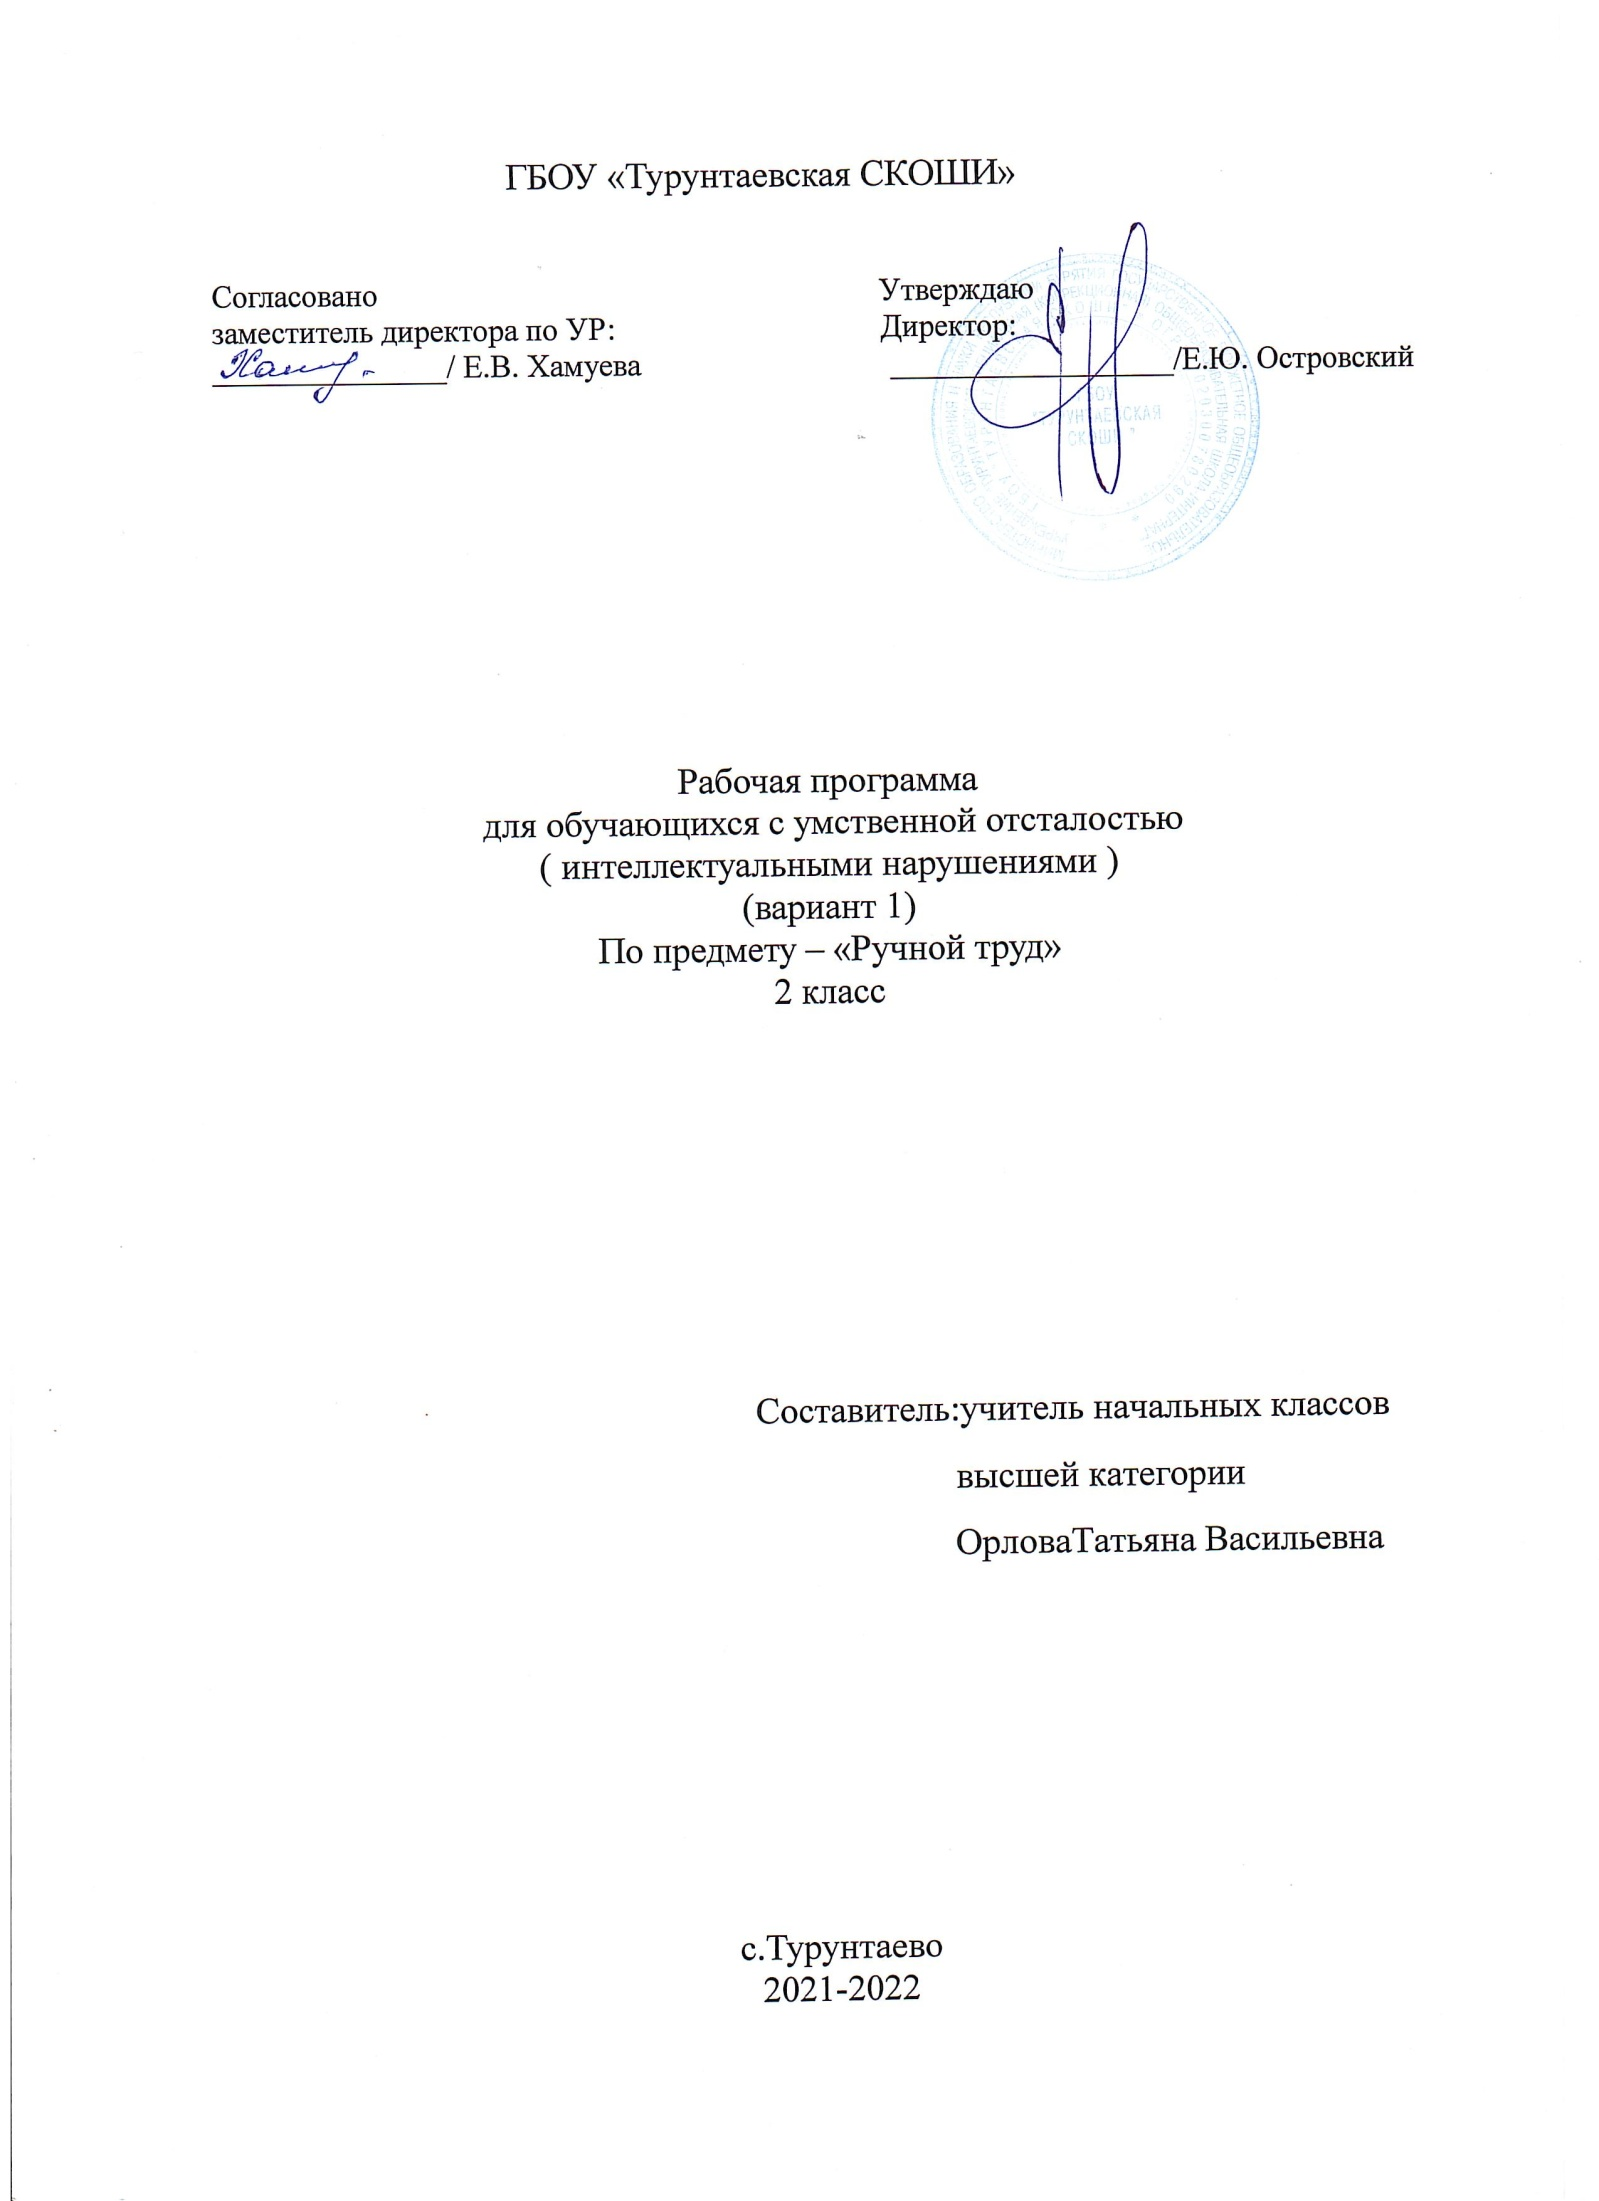 ГБОУ «Турунтаевская СКОШИ»
Согласовано
заместитель директора по УР:
/ Е.В. Хамуева
Утверждаю
Директор:
/Е.Ю. Островский
ТУРУНТАЕВСКАЯ
СКОШИ"
Рабочая программа
для обучающихся с умственной отсталостью
( интеллектуальными нарушениями )
(вариант 1)
По предмету – «Ручной труд»
2 класс
Составитель:учитель начальных классов
высшей категории
ОрловаТатьяна Васильевна
с.Турунтаево
2021-2022